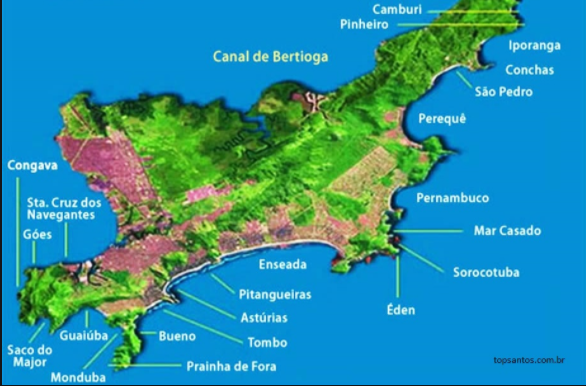 Camburi
Pinheiro
Canal de Bertioga
Iporanga
Conchas
São Pedro
Perequê
Congava
Sta. Cruz dos
Navegantes
Góes
Pernambuco
Mar Casado
Sorocotuba
Éden
Enseada
Pitangueiras
Astúrias
Tombo
Guaiúba
Bueno
Saco do
Major
Prainha de Fora
Monduba
topsantos.com.br